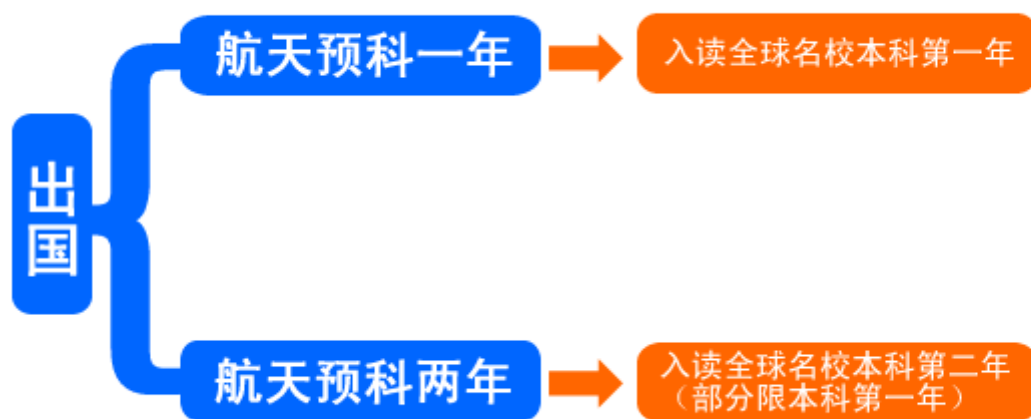 航天预科一年
入读全球名校本科第一年
出国
航天预科两年
入读全球名校本科第二年
（部分限本科第一年）